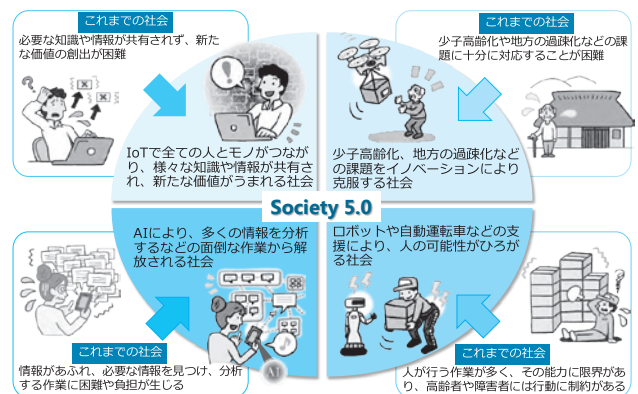 これまでの社会
必要な知識や情報が共有されず、新た
な価値の創出が困難
これまでの社会
少子高齢化や地方の過疎化などの課
題に十分に対応することが困難
IoTで全ての人とモノがつなが
り、様々な知識や情報が共有さ
れ、新たな価値がうまれる社会
少子高齢化、地方の過疎化など
の課題をイノベーションにより
克服する社会
Society 5.0
AIにより、多くの情報を分析
するなどの面倒な作業から解
放される社会
ロボットや自動運転車などの支
援により、人の可能性がひろが
る社会
AI
これまでの社会
情報があふれ、必要な情報を見つけ、分析
する作業に困難や負担が生じる
これまでの社会
人が行う作業が多く、その能力に限界があ
り、高齢者や障害者には行動に制約がある